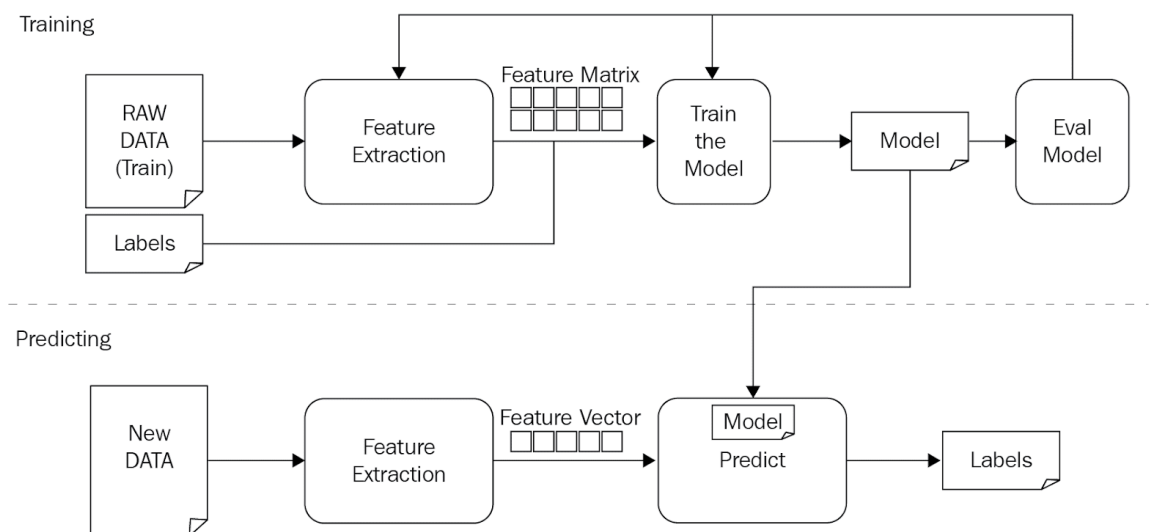 Training
RAW
DATA
(Train)
Labels
Feature
Extraction
Feature Matrix
Train
the
Model
Model
Eval
Model
Predicting
New
DATA
Feature
Extraction
Feature Vector
Model
Predict
Labels